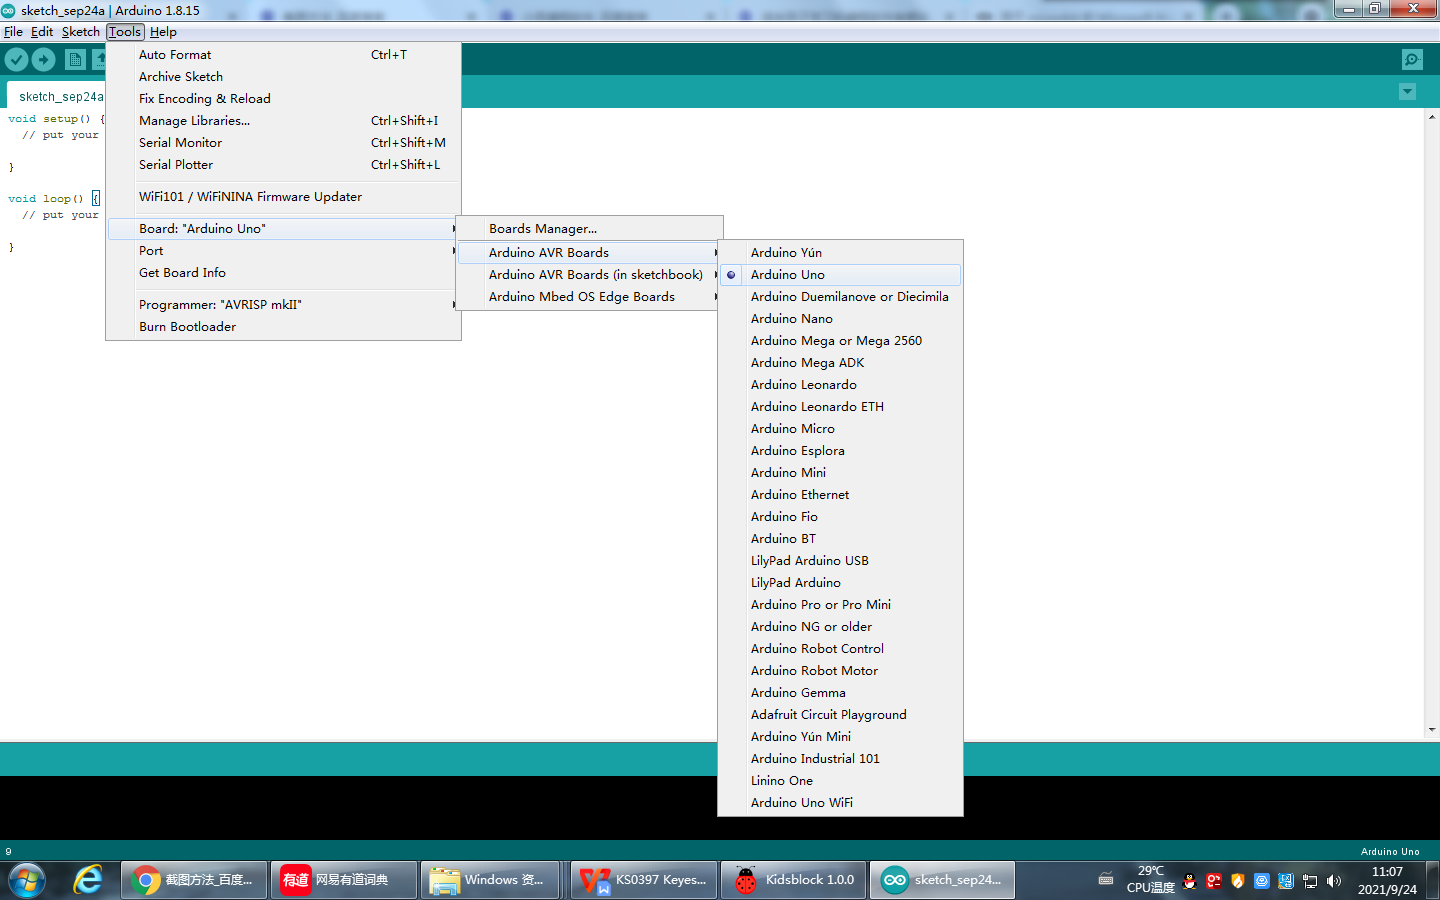 sketch_sep24a | Arduino 1.8.15
File Edit Sketch Tools Help
sketch_sep24a
void setup() {
// put your
}
void loop() {
// put your
}
Auto Format Ctrl+T
Archive Sketch
Fix Encoding & Reload
Manage Libraries... Ctrl+Shift+I
Serial Monitor Ctrl+Shift+M
Serial Plotter Ctrl+Shift+L
WiFi101 / WiFiNINA Firmware Updater
Board: "Arduino Uno"
Port
Get Board Info
Programmer: "AVRISP mkII"
Burn Bootloader
Boards Manager...
Arduino AVR Boards
Arduino AVR Boards (in sketchbook)
Arduino Mbed OS Edge Boards
Arduino Yún
Arduino Uno
Arduino Duemilanove or Diecimila
Arduino Nano
Arduino Mega or Mega 2560
Arduino Mega ADK
Arduino Leonardo
Arduino Leonardo ETH
Arduino Micro
Arduino Esplora
Arduino Mini
Arduino Ethernet
Arduino Fio
Arduino BT
LilyPad Arduino USB
LilyPad Arduino
Arduino Pro or Pro Mini
Arduino NG or older
Arduino Robot Control
Arduino Robot Motor
Arduino Gemma
Adafruit Circuit Playground
Arduino Yún Mini
Arduino Industrial 101
Linino One
Arduino Uno WiFi
9 Arduino Uno
截图方法_百度...
有道 网易有道词典
Windows 资...
KS0397 Keyes...
Kidsblock 1.0.0
sketch_sep24...
29℃
CPU温度
11:07
2021/9/24